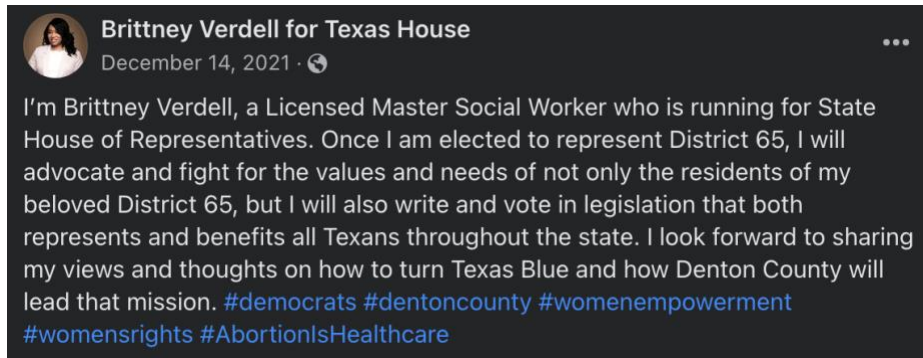 Brittney Verdell for Texas House
December 14, 2021 ·
I'm Brittney Verdell, a Licensed Master Social Worker who is running for State
House of Representatives. Once I am elected to represent District 65, I will
advocate and fight for the values and needs of not only the residents of my
beloved District 65, but I will also write and vote in legislation that both
represents and benefits all Texans throughout the state. I look forward to sharing
my views and thoughts on how to turn Texas Blue and how Denton County will
lead that mission. #democrats #dentoncounty #womenempowerment
#womensrights #AbortionIsHealthcare